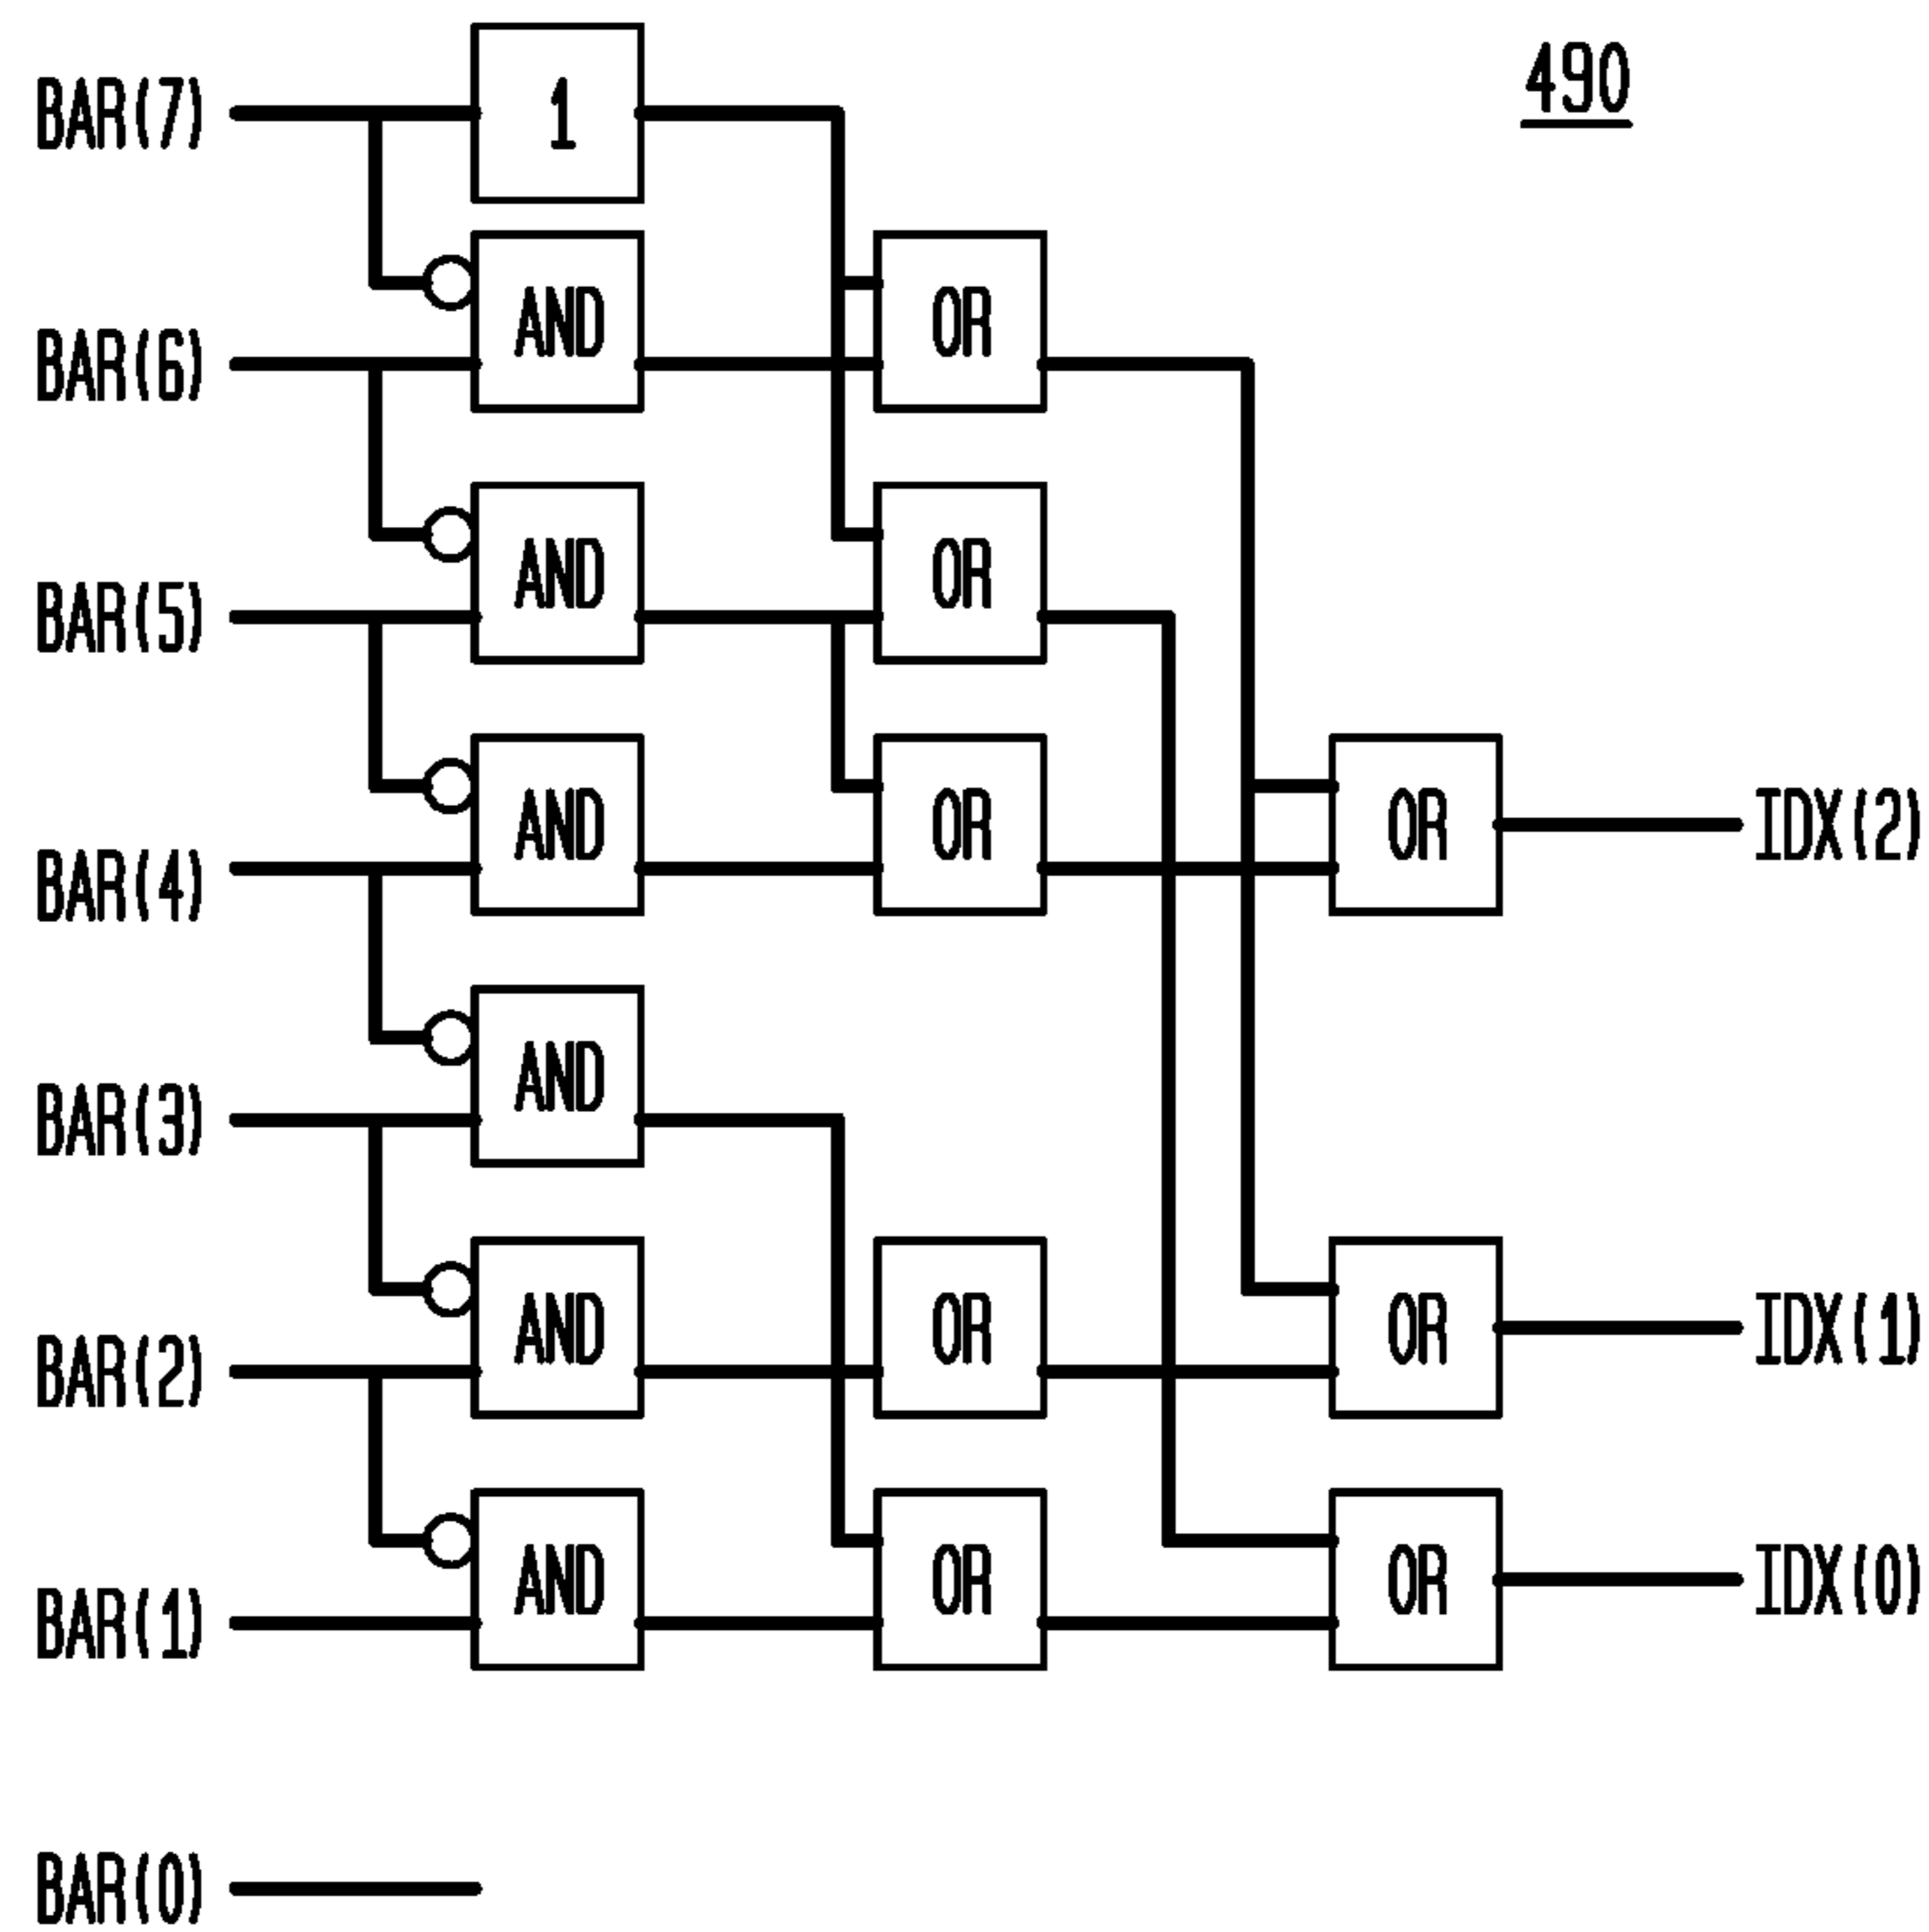 490
BAR(7) 1
AND OR
BAR(6)
AND OR
BAR(5)
AND OR OR IDX(2)
BAR(4)
AND
BAR(3)
AND OR OR IDX(1)
BAR(2)
AND OR OR IDX(0)
BAR(1)
BAR(0)